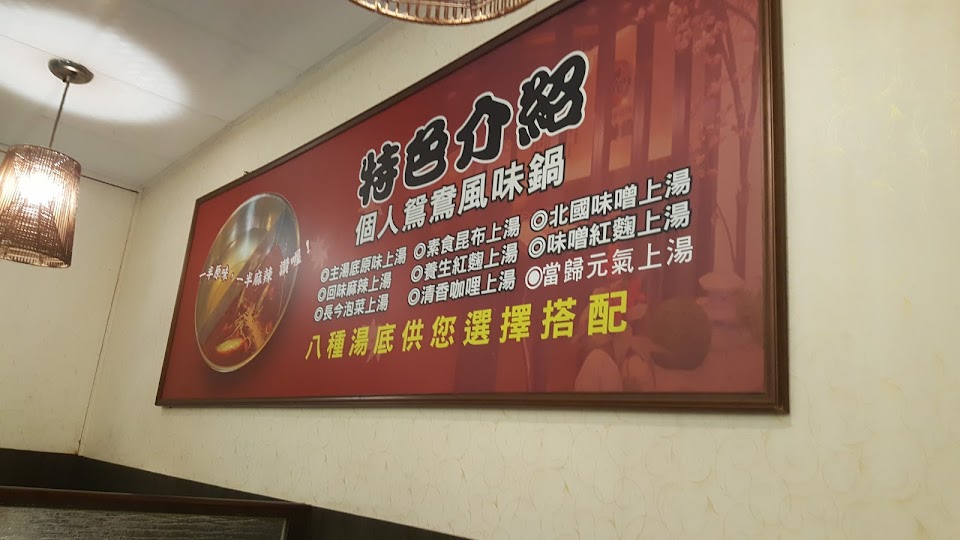 特色介紹
個人鴛鴦風味鍋
一半原味,一半麻辣 讚喔!
◎主湯底原味上湯 ◎素食昆布上湯 ◎北國味噌上湯
◎回味麻辣上湯 ◎養生紅麴上湯 ◎味噌紅麴上湯
◎長今泡菜上湯 ◎清香咖哩上湯 ◎當歸元氣上湯
八種湯底供您選擇搭配